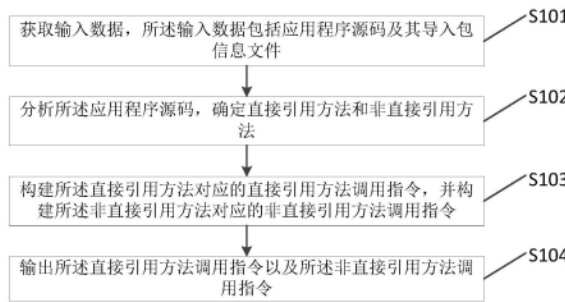 获取输入数据，所述输入数据包括应用程序源码及其导入包
信息文件
S101
分析所述应用程序源码，确定直接引用方法和非直接引用方
法
S102
构建所述直接引用方法对应的直接引用方法调用指令，并构
建所述非直接引用方法对应的非直接引用方法调用指令
S103
输出所述直接引用方法调用指令以及所述非直接引用方法调
用指令
S104